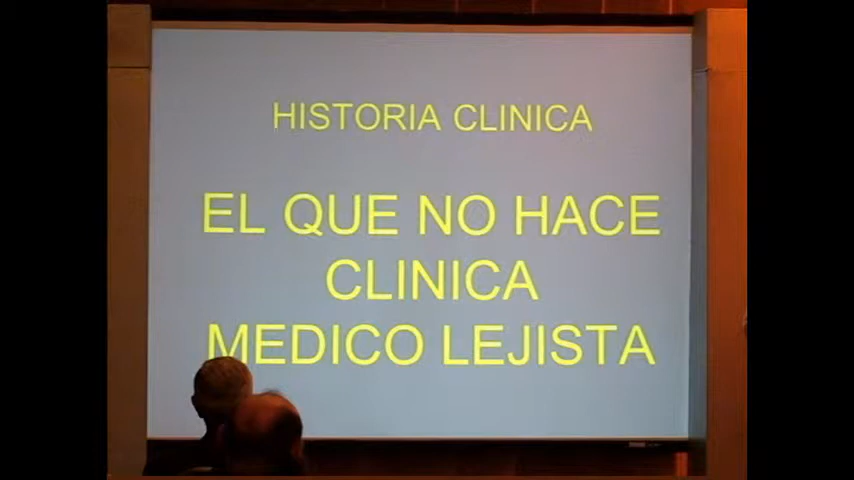 HISTORIA CLINICA
EL QUE NO HACE
CLINICA
MEDICO LEJISTA